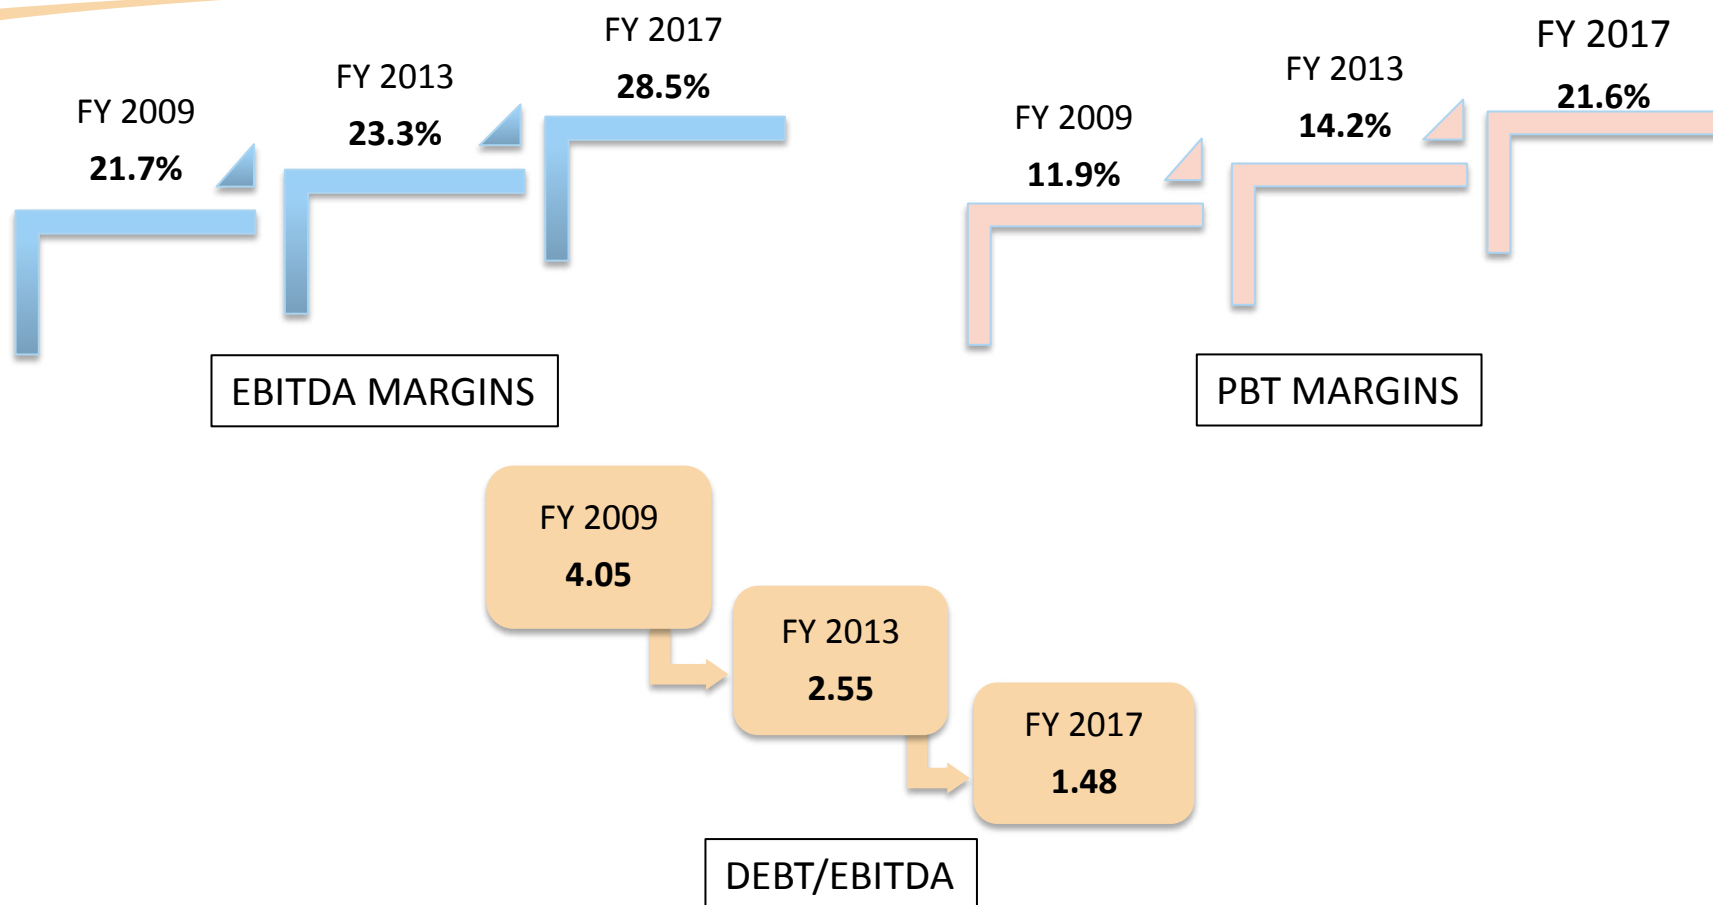 FY 2009
21.7%
FY 2013
23.3%
FY 2017
28.5%
EBITDA MARGINS
FY 2009
11.9%
FY 2013
14.2%
FY 2017
21.6%
PBT MARGINS
FY 2009
4.05
FY 2013
2.55
FY 2017
1.48
DEBT/EBITDA